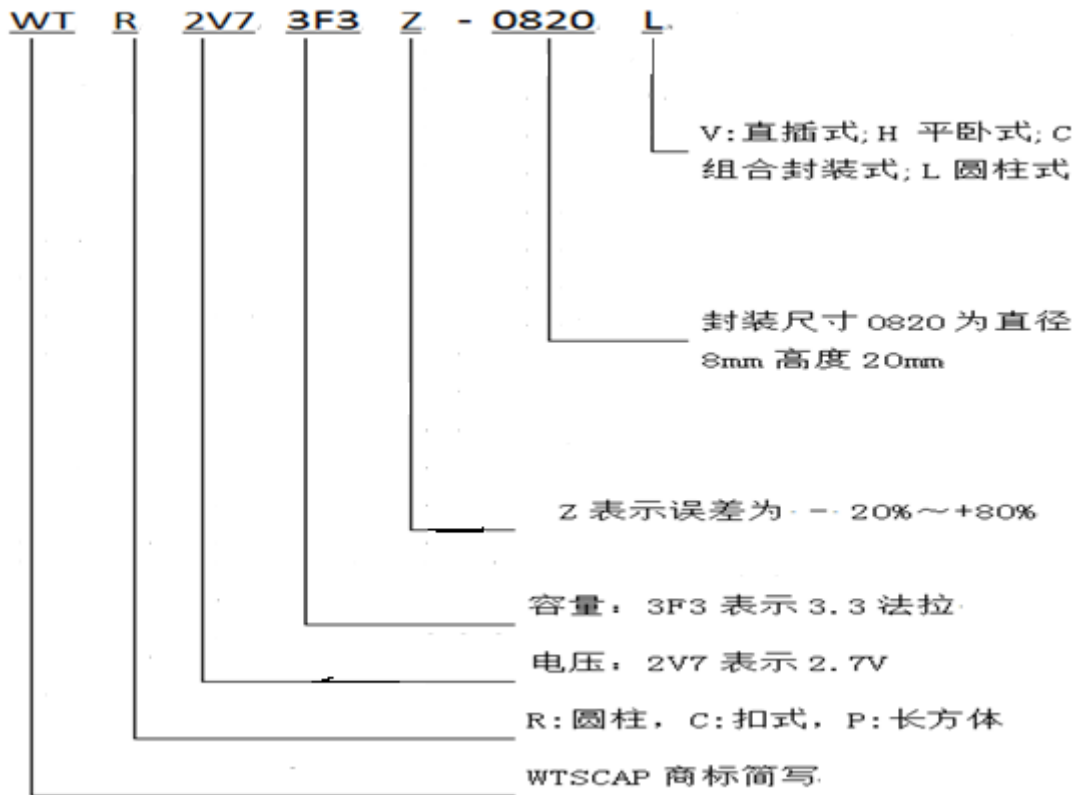 WT R 2V7 3F3 Z - 0820 L
V:直插式;H 平卧式;C
组合封装式;L 圆柱式
封装尺寸 0820 为直径
8mm 高度 20mm
Z 表示误差为 - 20%～+80%
容量：3F3 表示 3.3 法拉
电压：2V7 表示 2.7V
R:圆柱，C:扣式，P:长方体
WTSCAP 商标简写